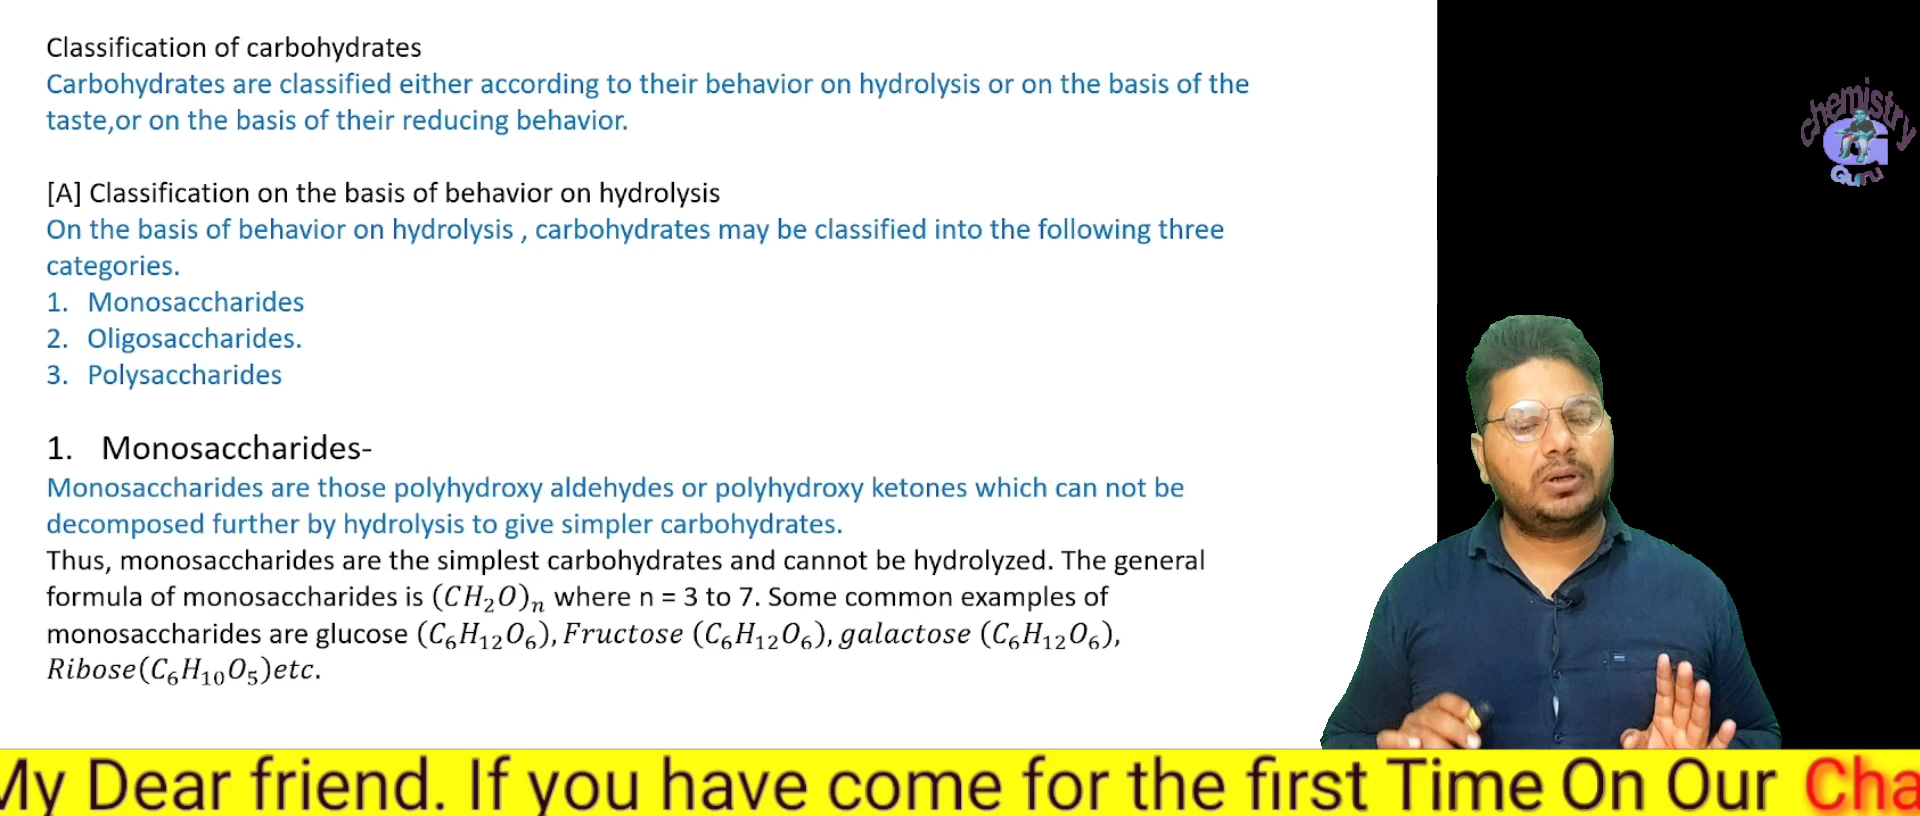 Classification of carbohydrates
Carbohydrates are classified either according to their behavior on hydrolysis or on the basis of the
taste,or on the basis of their reducing behavior.
[A] Classification on the basis of behavior on hydrolysis
On the basis of behavior on hydrolysis , carbohydrates may be classified into the following three
categories.
1. Monosaccharides
2. Oligosaccharides.
3. Polysaccharides
1. Monosaccharides-
Monosaccharides are those polyhydroxy aldehydes or polyhydroxy ketones which can not be
decomposed further by hydrolysis to give simpler carbohydrates.
Thus, monosaccharides are the simplest carbohydrates and cannot be hydrolyzed. The general
formula of monosaccharides is (CH₂O)ₙ where n = 3 to 7. Some common examples of
monosaccharides are glucose (C₆H₁₂O₆), Fructose (C₆H₁₂O₆), galactose (C₆H₁₂O₆),
Ribose(C₆H₁₀O₅)etc.
chemistry
G
Guru
My Dear friend. If you have come for the first Time On Our Cha